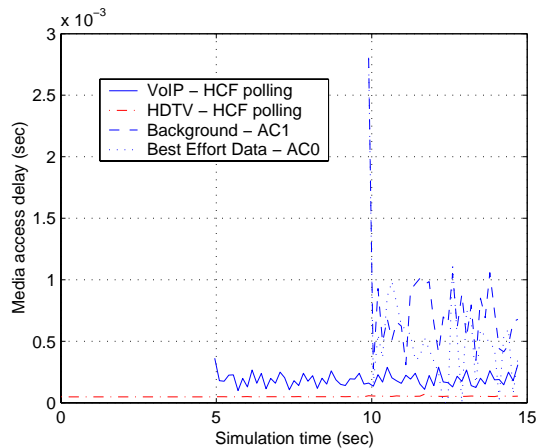 x 10⁻³
3
2.5
2
1.5
1
0.5
0
Media access delay (sec)
VoIP − HCF polling
HDTV − HCF polling
Background − AC1
Best Effort Data − AC0
0 5 10 15
Simulation time (sec)